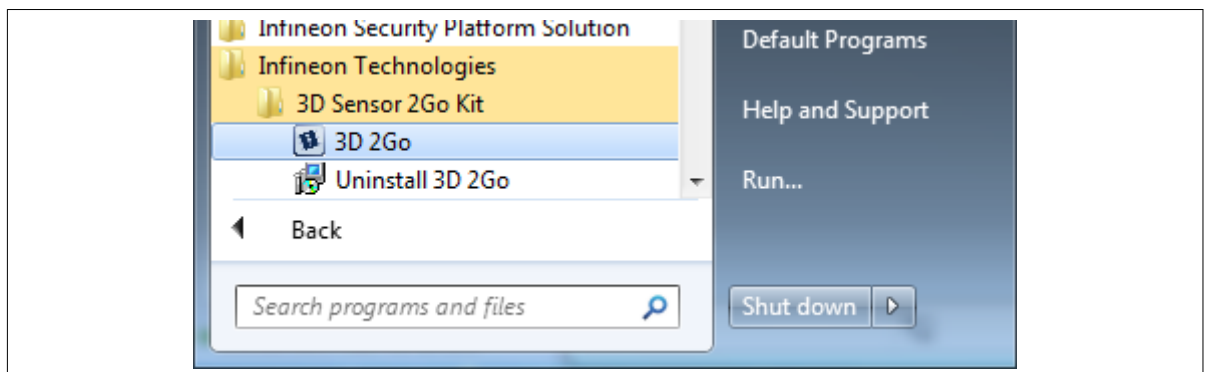 Infineon Security Platform Solution
Infineon Technologies
3D Sensor 2Go Kit
3D 2Go
Uninstall 3D 2Go
Back
Search programs and files
Default Programs
Help and Support
Run...
Shut down